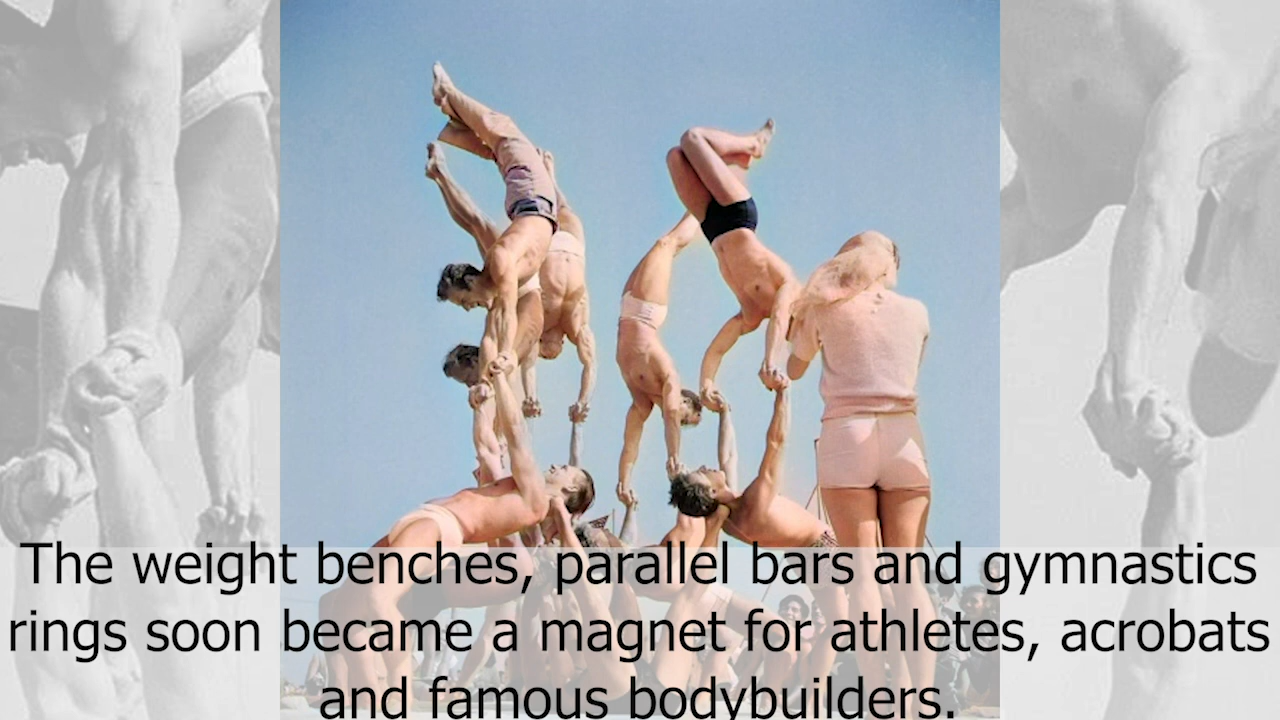 The weight benches, parallel bars and gymnastics
rings soon became a magnet for athletes, acrobats
and famous bodybuilders.